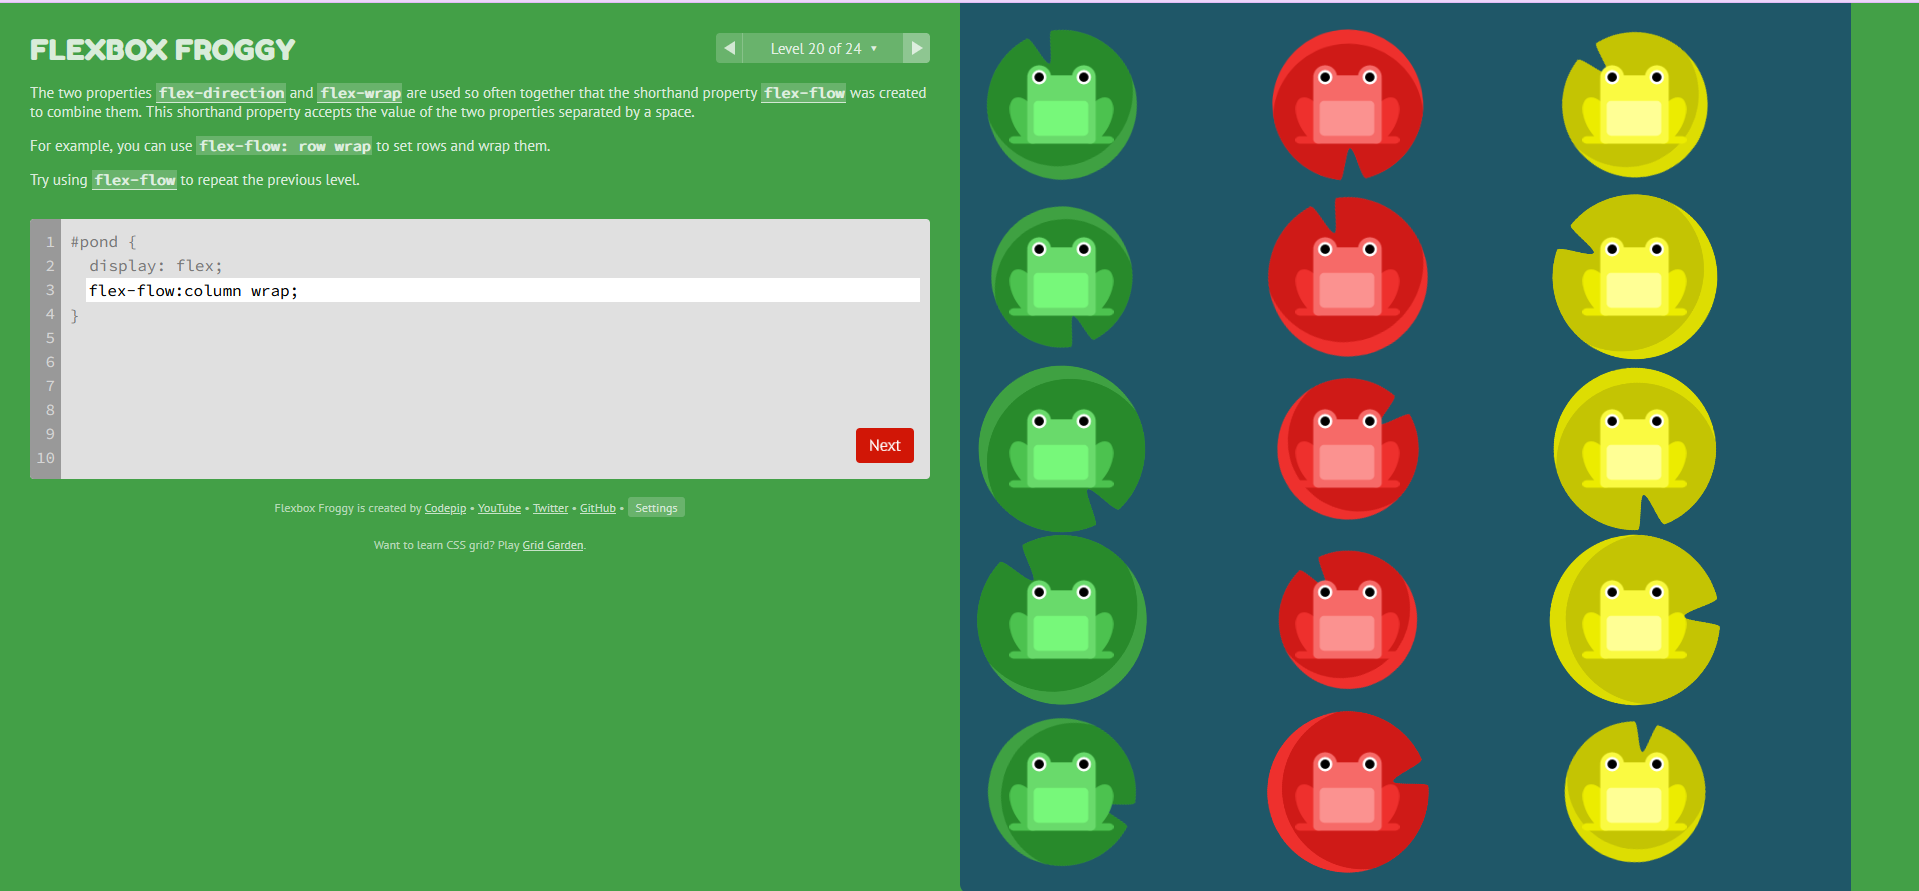 FLEXBOX FROGGY
Level 20 of 24
The two properties flex-direction and flex-wrap are used so often together that the shorthand property flex-flow was created
to combine them. This shorthand property accepts the value of the two properties separated by a space.
For example, you can use flex-flow: row wrap to set rows and wrap them.
Try using flex-flow to repeat the previous level.
1 #pond {
2 display: flex;
3 flex-flow:column wrap;
4 }
5
6
7
8
9
10
Next
Flexbox Froggy is created by Codepip • YouTube • Twitter • GitHub • Settings
Want to learn CSS grid? Play Grid Garden.